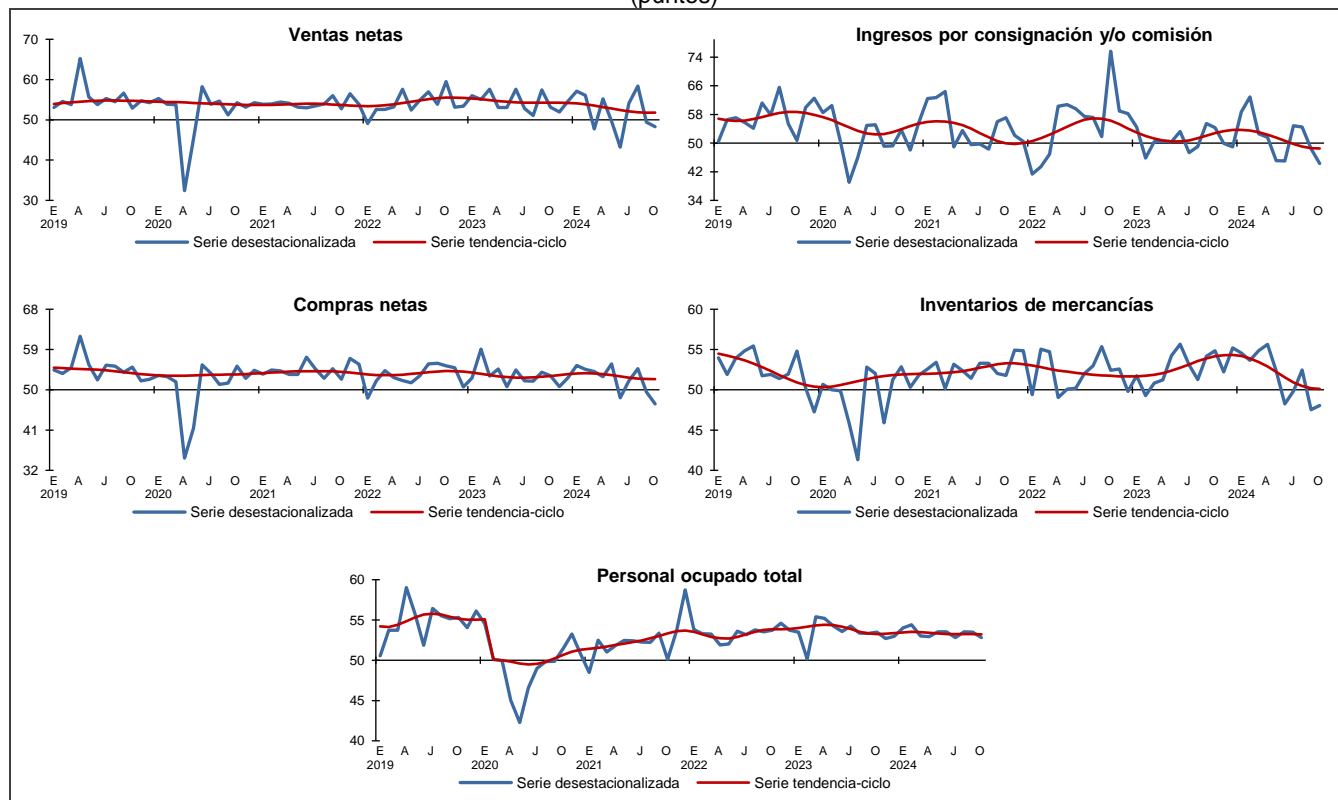 (puntos)
Ventas netas
70
60
50
40
30
E A J O E A J O E A J O E A J O E A J O E A J O
2019 2020 2021 2022 2023 2024
Serie desestacionalizada Serie tendencia-ciclo
Ingresos por consignación y/o comisión
74
66
58
50
42
34
E A J O E A J O E A J O E A J O E A J O E A J O
2019 2020 2021 2022 2023 2024
Serie desestacionalizada Serie tendencia-ciclo
Compras netas
68
59
50
41
32
E A J O E A J O E A J O E A J O E A J O E A J O
2019 2020 2021 2022 2023 2024
Serie desestacionalizada Serie tendencia-ciclo
Inventarios de mercancías
60
55
50
45
40
E A J O E A J O E A J O E A J O E A J O E A J O
2019 2020 2021 2022 2023 2024
Serie desestacionalizada Serie tendencia-ciclo
Personal ocupado total
60
55
50
45
40
E A J O E A J O E A J O E A J O E A J O E A J O
2019 2020 2021 2022 2023 2024
Serie desestacionalizada Serie tendencia-ciclo